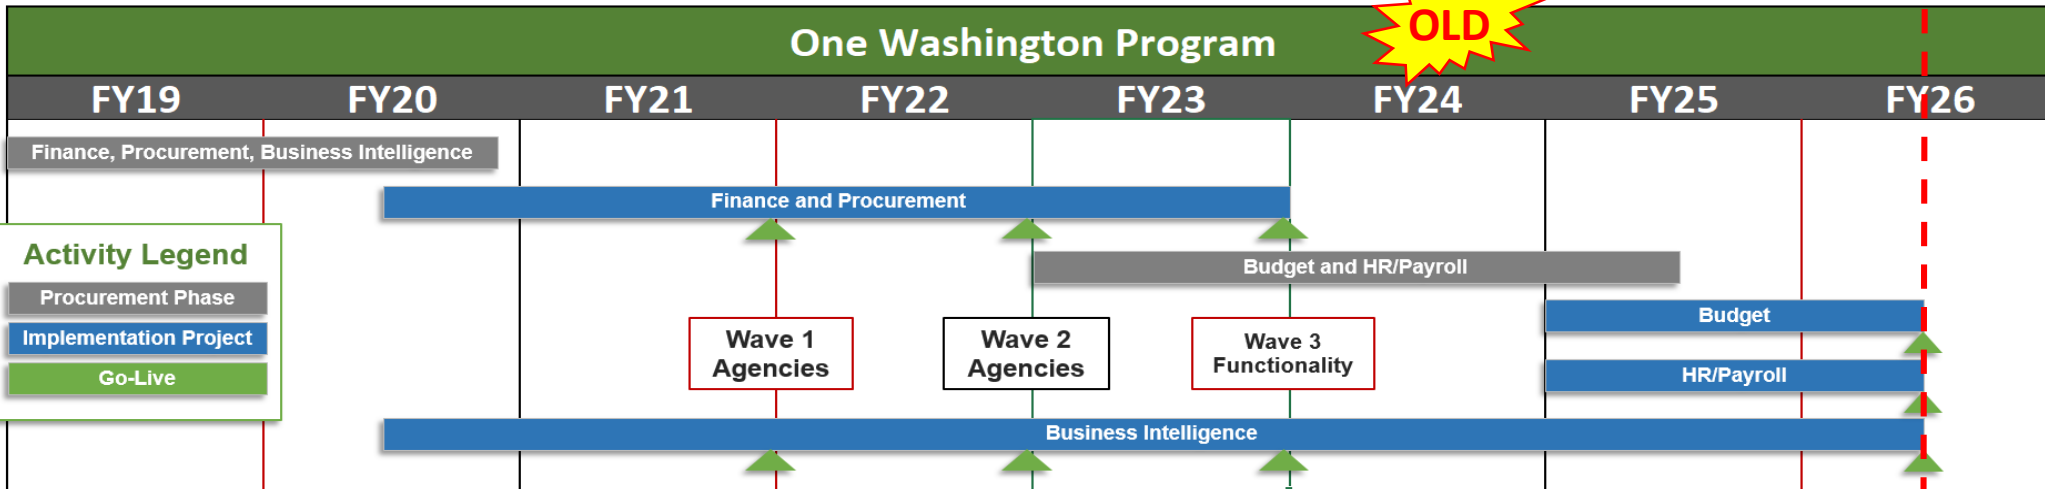 OLD
One Washington Program
FY19 FY20 FY21 FY22 FY23 FY24 FY25 FY26
Finance, Procurement, Business Intelligence
Finance and Procurement
Activity Legend
Procurement Phase
Implementation Project
Go-Live
Budget and HR/Payroll
Budget
Wave 1
Agencies
Wave 2
Agencies
Wave 3
Functionality
HR/Payroll
Business Intelligence